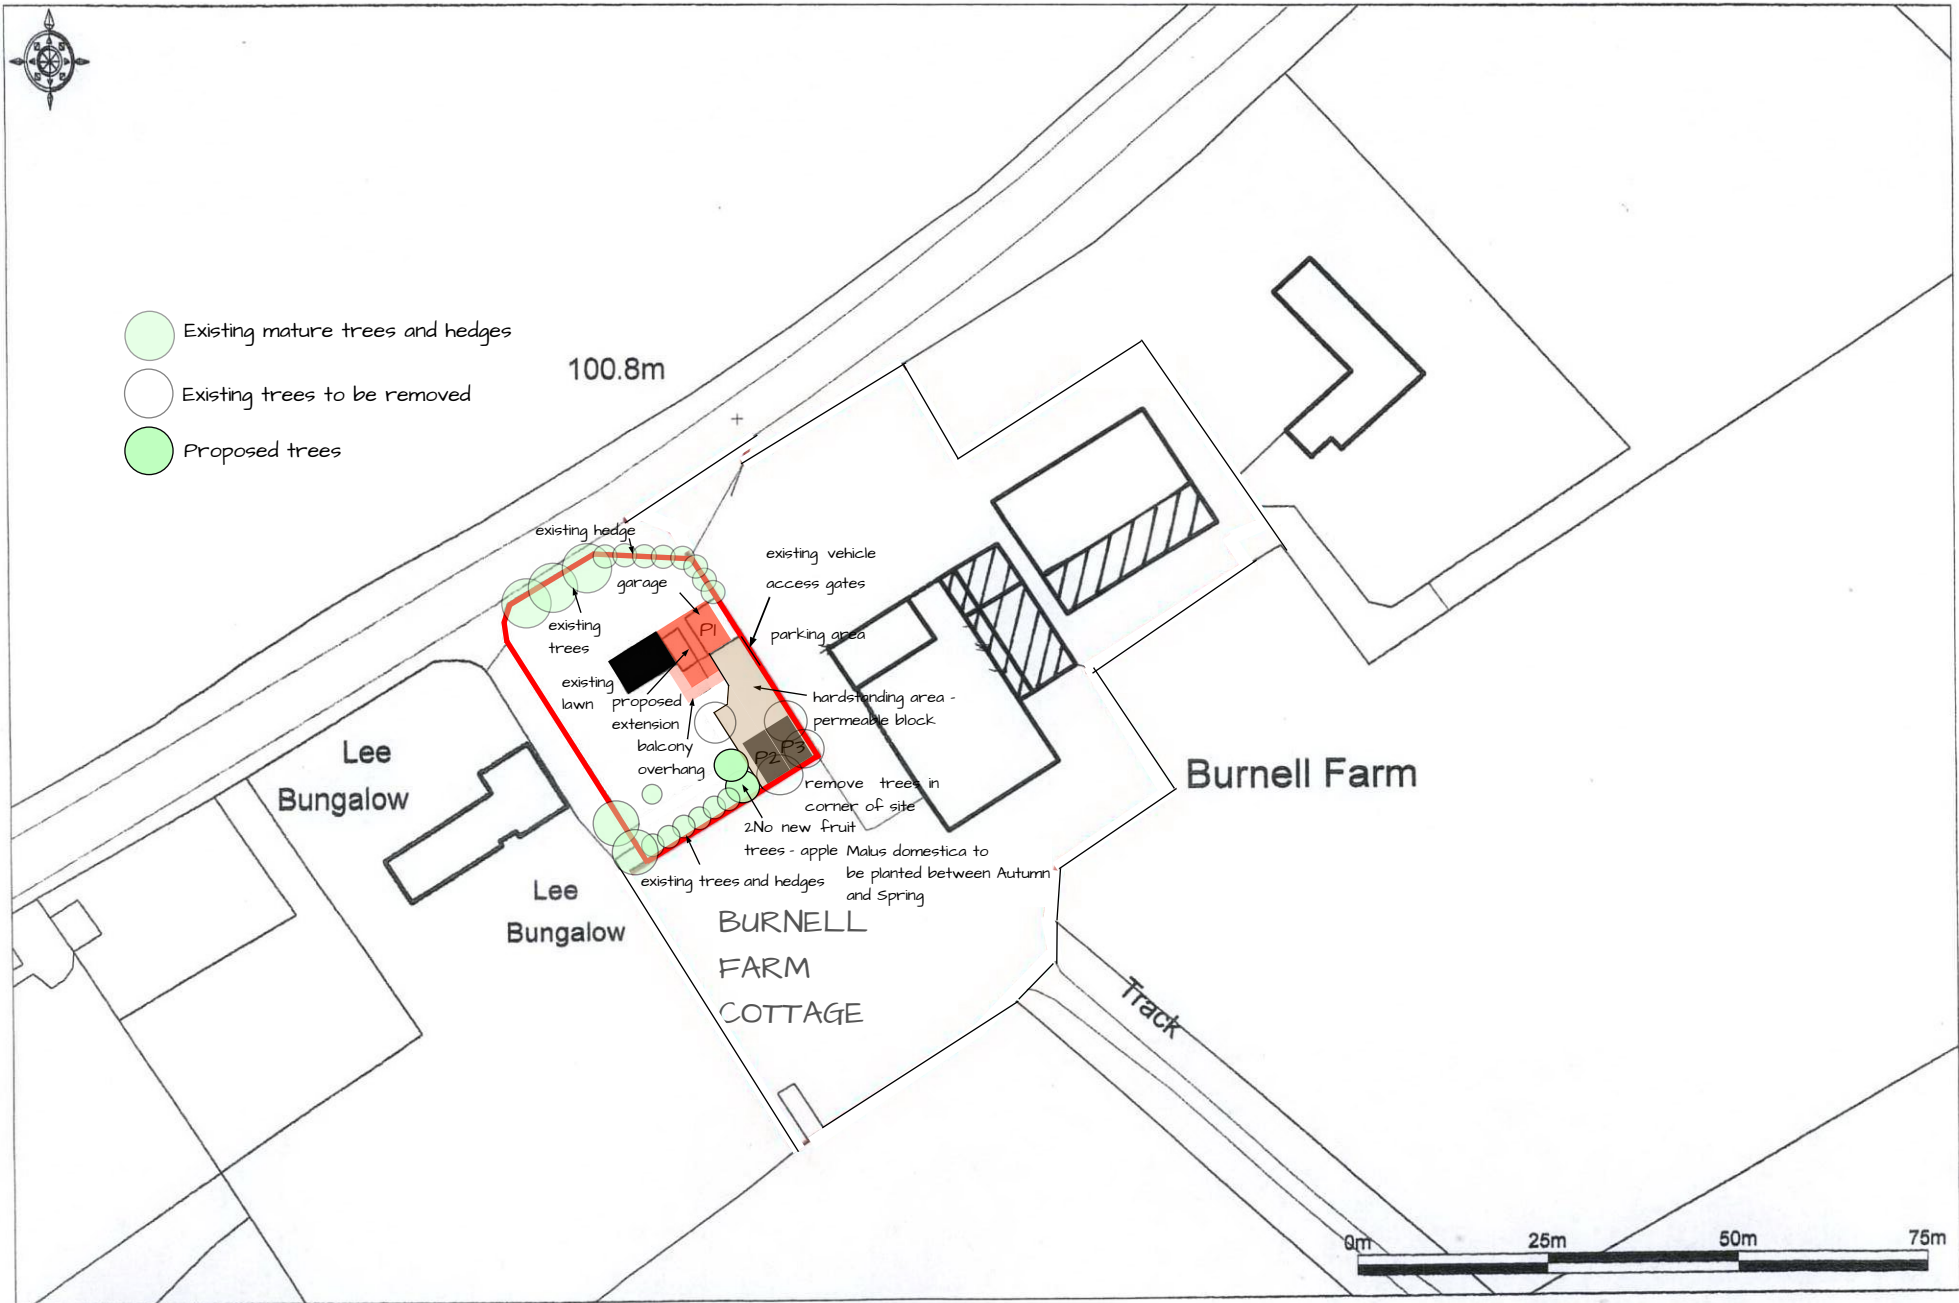 Existing mature trees and hedges
Existing trees to be removed
Proposed trees
100.8m
existing hedge
garage
existing vehicle
access gates
existing
trees
P1
parking area
existing
lawn
proposed
extension
hardstanding area -
permeable block
balcony
overhang
P2
P3
remove trees in
corner of site
2No new fruit
trees - apple
Malus domestica to
be planted between Autumn
and Spring
existing trees and hedges
Lee
Bungalow
Lee
Bungalow
Burnell Farm
BURNELL
FARM
COTTAGE
Track
0m
25m
50m
75m